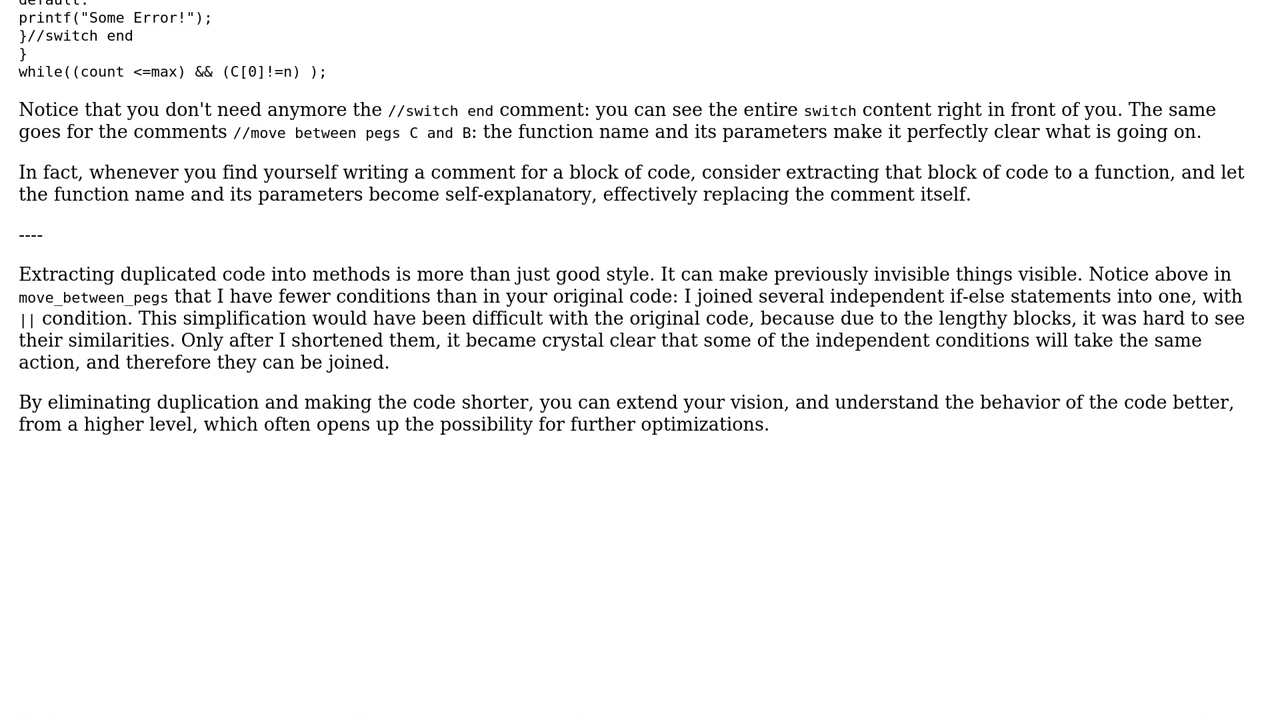 default:
printf("Some Error!");
}//switch end
}
while((count <=max) && (C[0]!=n) );
Notice that you don't need anymore the //switch end comment: you can see the entire switch content right in front of you. The same
goes for the comments //move between pegs C and B: the function name and its parameters make it perfectly clear what is going on.
In fact, whenever you find yourself writing a comment for a block of code, consider extracting that block of code to a function, and let
the function name and its parameters become self-explanatory, effectively replacing the comment itself.
----
Extracting duplicated code into methods is more than just good style. It can make previously invisible things visible. Notice above in
move_between_pegs that I have fewer conditions than in your original code: I joined several independent if-else statements into one, with
|| condition. This simplification would have been difficult with the original code, because due to the lengthy blocks, it was hard to see
their similarities. Only after I shortened them, it became crystal clear that some of the independent conditions will take the same
action, and therefore they can be joined.
By eliminating duplication and making the code shorter, you can extend your vision, and understand the behavior of the code better,
from a higher level, which often opens up the possibility for further optimizations.